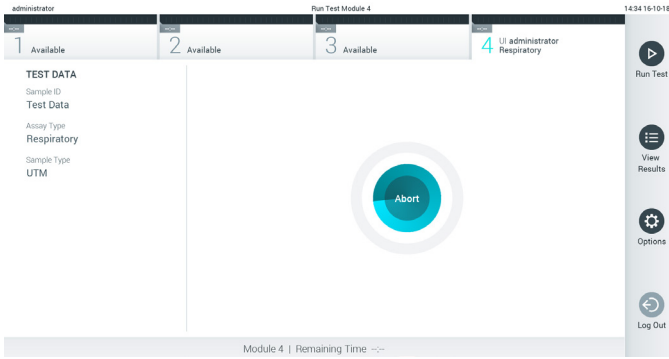 administrator
Run Test Module 4
14:34 16-10-18
--:--
--:--
--:--
--:--
1 Available
2 Available
3 Available
4 UI administrator
Respiratory
TEST DATA
Sample ID
Test Data
Assay Type
Respiratory
Sample Type
UTM
Abort
Run Test
View
Results
Options
Log Out
Module 4 | Remaining Time --:--